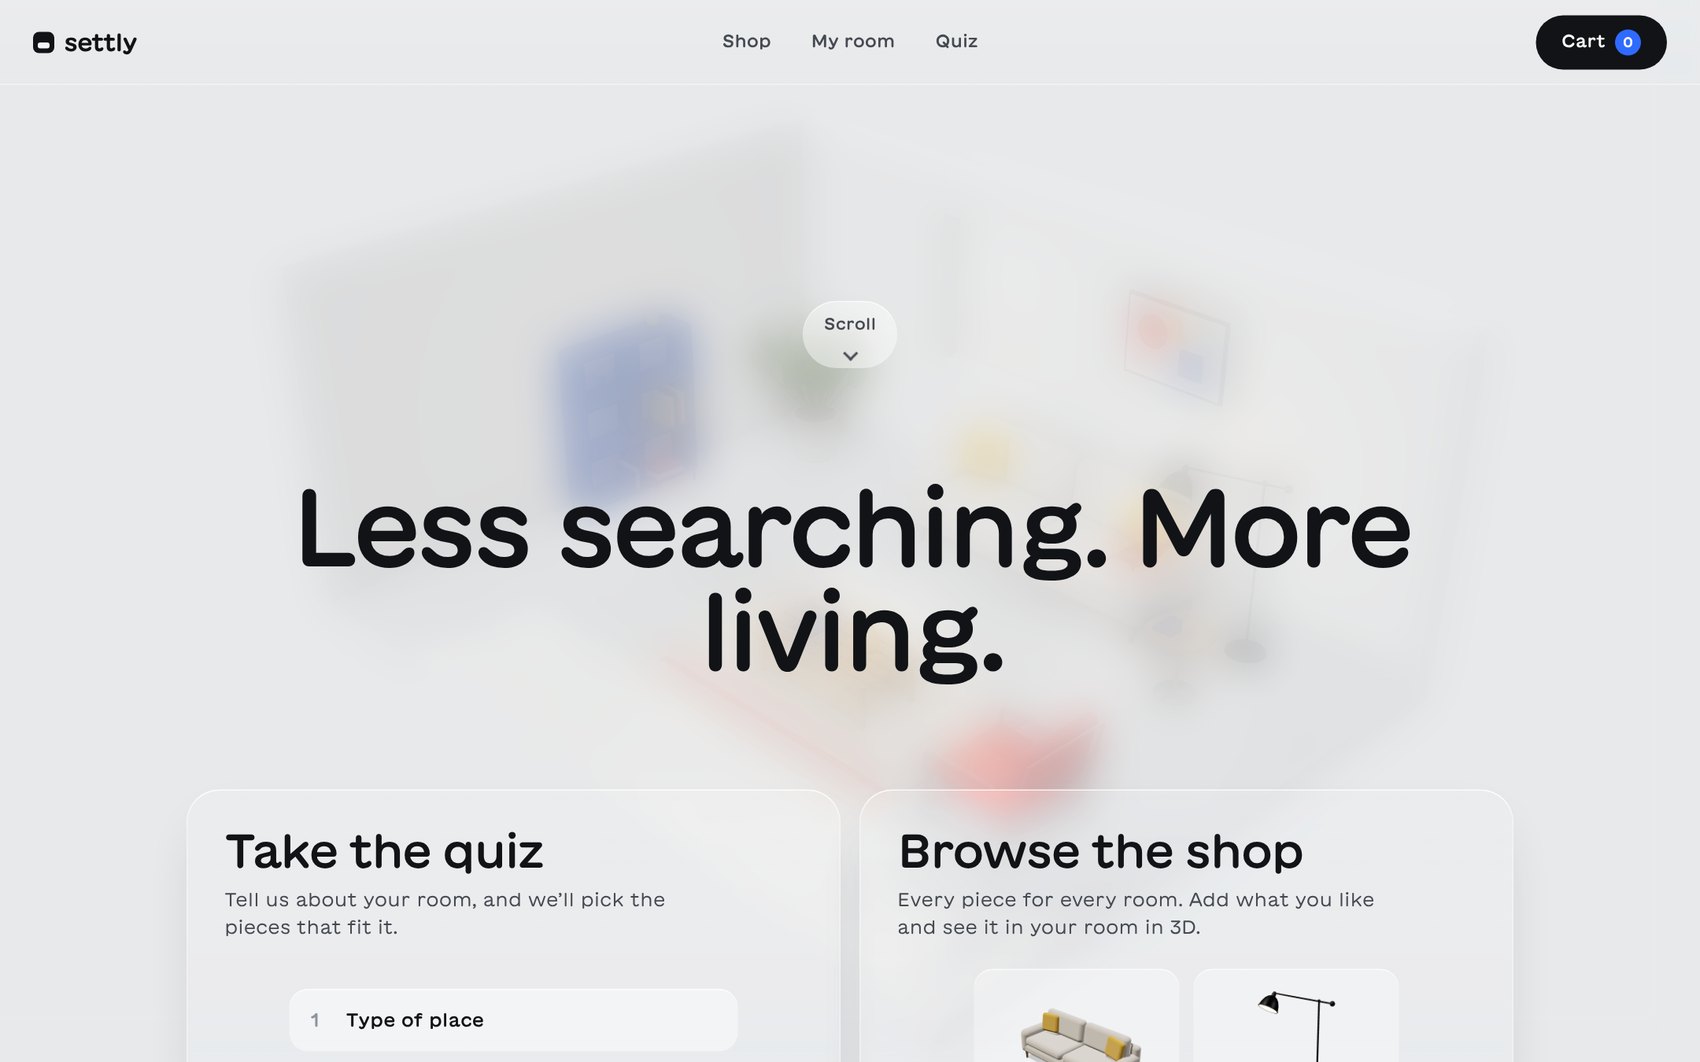 settly
Shop
My room
Quiz
Cart 0
Scroll
Less searching. More
living.
Take the quiz
Tell us about your room, and we’ll pick the
pieces that fit it.
1 Type of place
Browse the shop
Every piece for every room. Add what you like
and see it in your room in 3D.